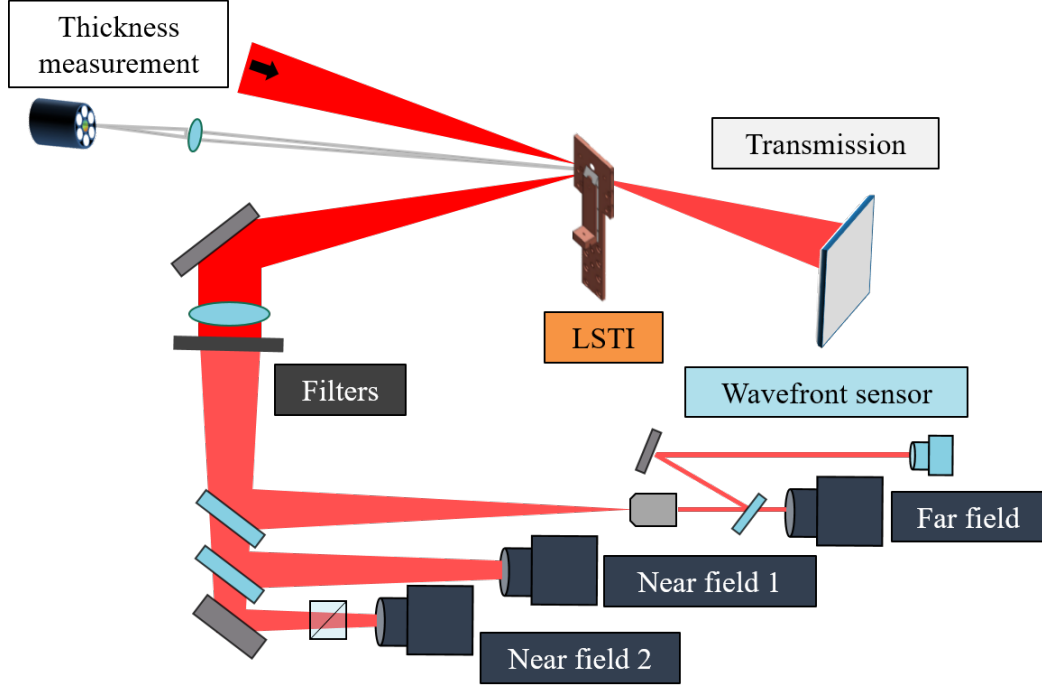 Thickness
measurement
Transmission
LSTI
Filters
Wavefront sensor
Far field
Near field 1
Near field 2